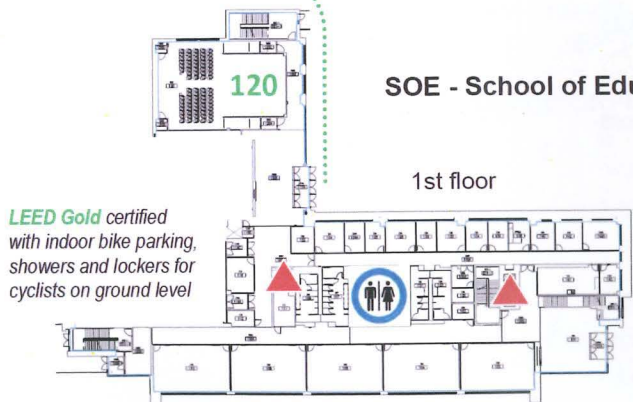 120
SOE - School of Edu
1st floor
LEED Gold certified
with indoor bike parking,
showers and lockers for
cyclists on ground level